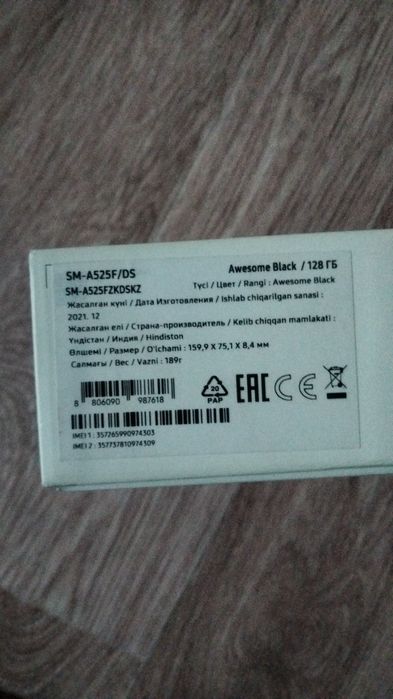 SM-A525F/DS Awesome Black / 128 ГБ
SM-A525FZKDSKZ Түсі / Цвет / Rangi : Awesome Black
Жасалған күні / Дата Изготовления / Ishlab chiqarilgan sanasi :
2021. 12
Жасалған елі / Страна-производитель / Kelib chiqqan mamlakati :
Үндістан / Индия / Hindiston
Өлшемі / Размер / O'lchami : 159,9 X 75,1 X 8,4 мм
Салмағы / Вес / Vazni : 189г
8 806090 987618
20
PAP
EAC CE
IMEI 1 : 357265990974303
IMEI 2 : 357737810974309